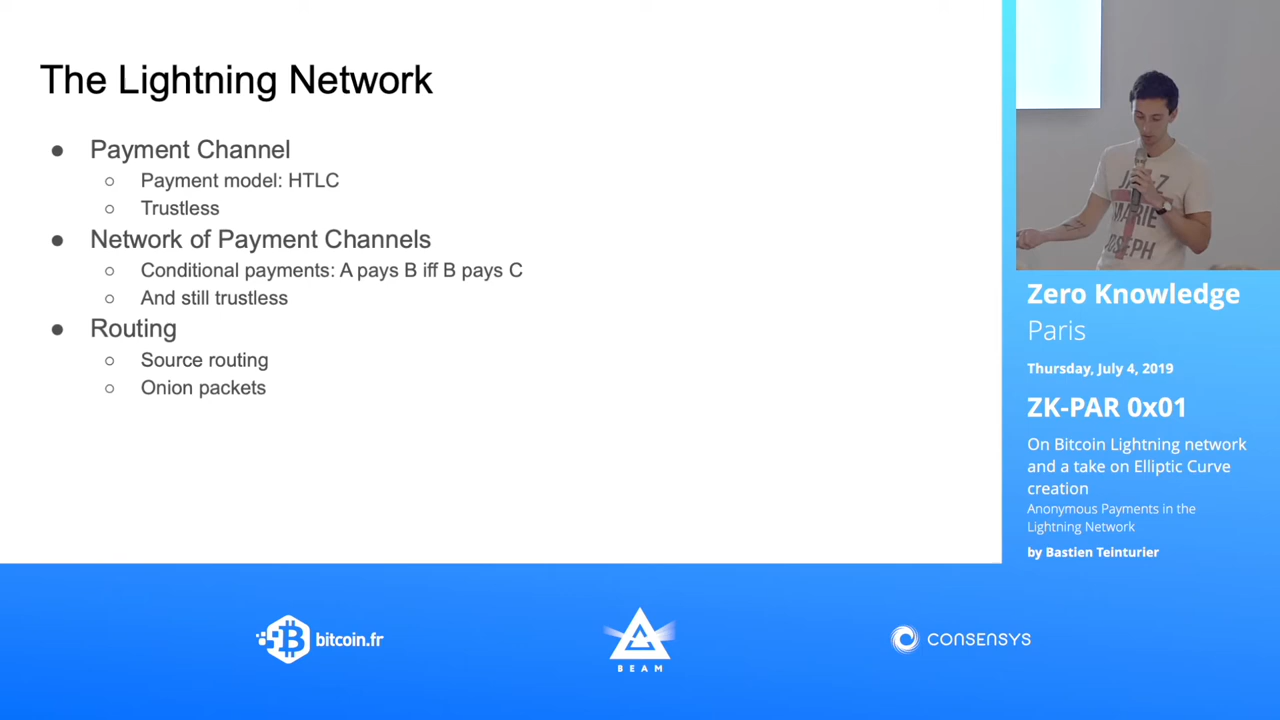 The Lightning Network
● Payment Channel
○ Payment model: HTLC
○ Trustless
● Network of Payment Channels
○ Conditional payments: A pays B iff B pays C
○ And still trustless
● Routing
○ Source routing
○ Onion packets
JAZZ
MARIE
JOSEPH
Zero Knowledge
Paris
Thursday, July 4, 2019
ZK-PAR 0x01
On Bitcoin Lightning network
and a take on Elliptic Curve
creation
Anonymous Payments in the
Lightning Network
by Bastien Teinturier
bitcoin.fr
BEAM
CONSENSYS